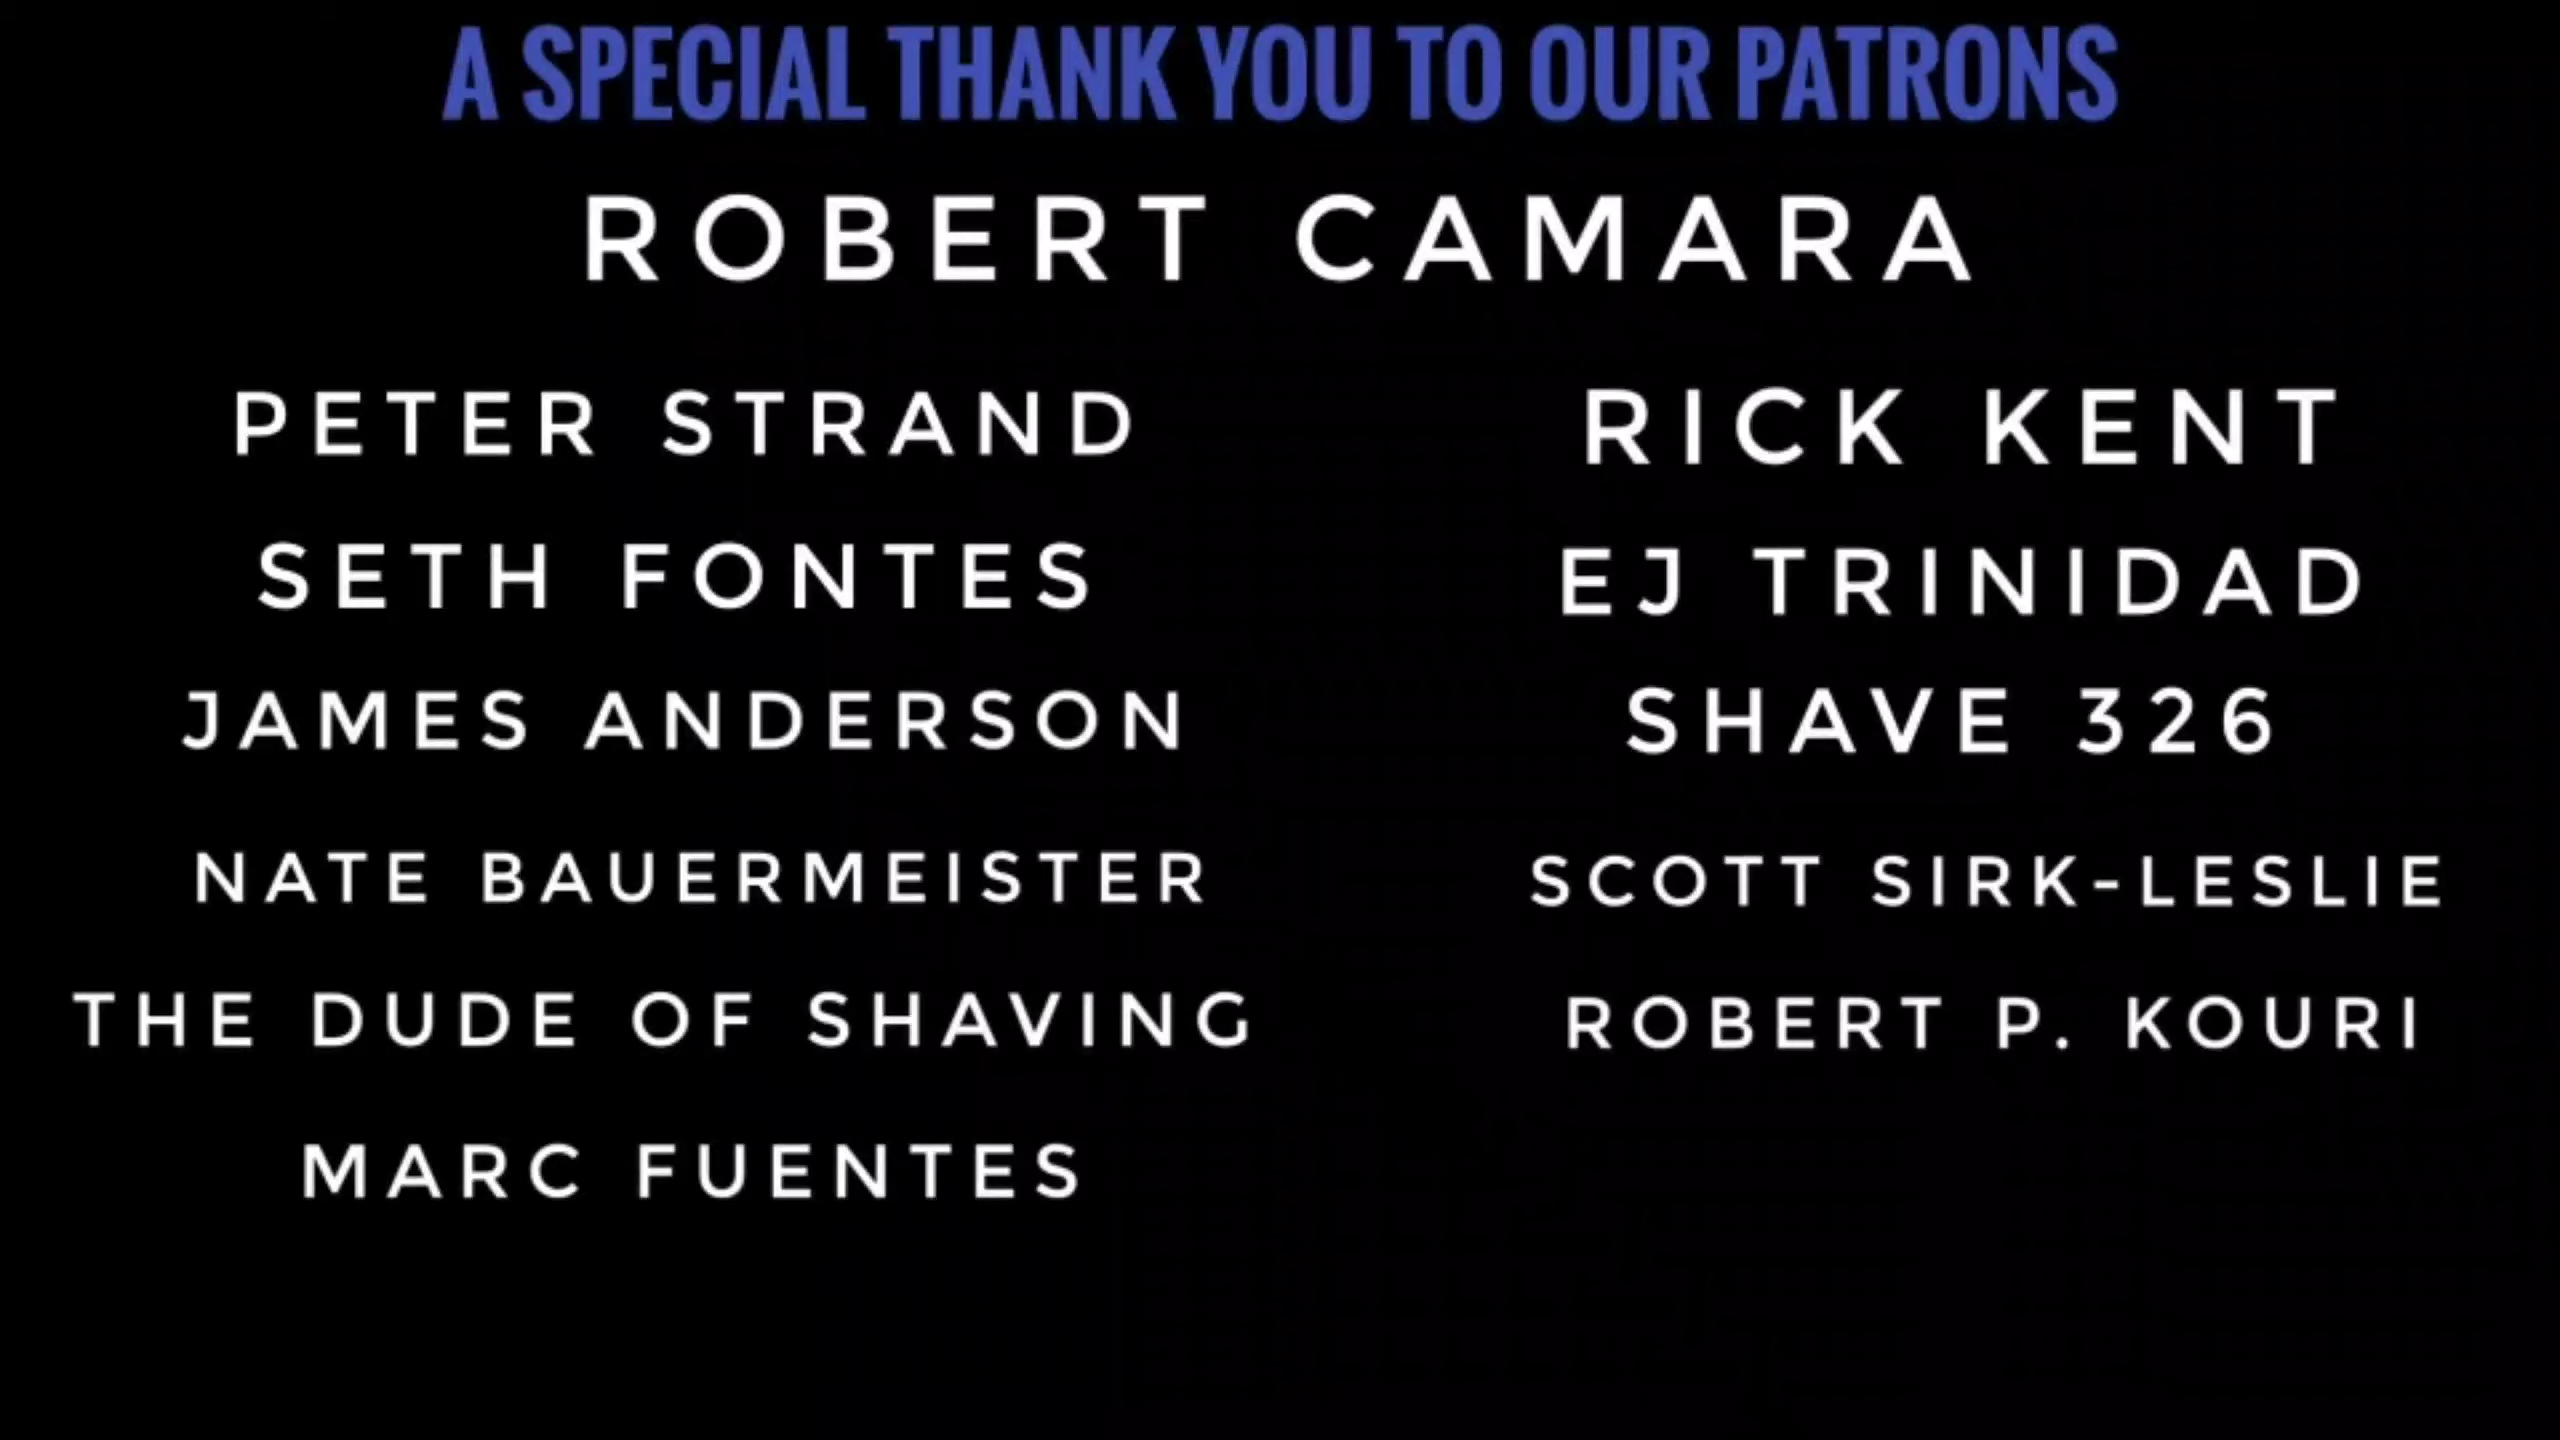 A SPECIAL THANK YOU TO OUR PATRONS
ROBERT CAMARA
PETER STRAND
RICK KENT
SETH FONTES
EJ TRINIDAD
JAMES ANDERSON
SHAVE 326
NATE BAUERMEISTER
SCOTT SIRK-LESLIE
THE DUDE OF SHAVING
ROBERT P. KOURI
MARC FUENTES